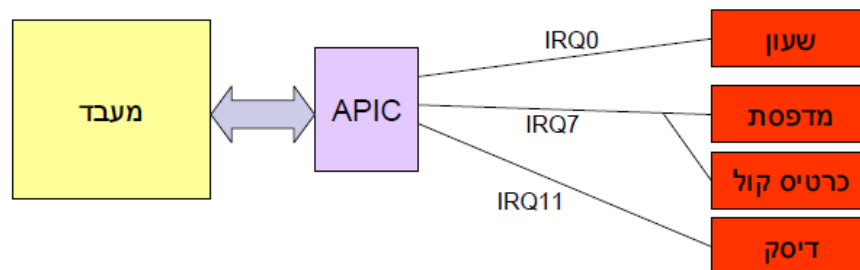 מעבד
APIC
IRQ0
IRQ7
IRQ11
שעון
מדפסת
כרטיס קול
דיסק